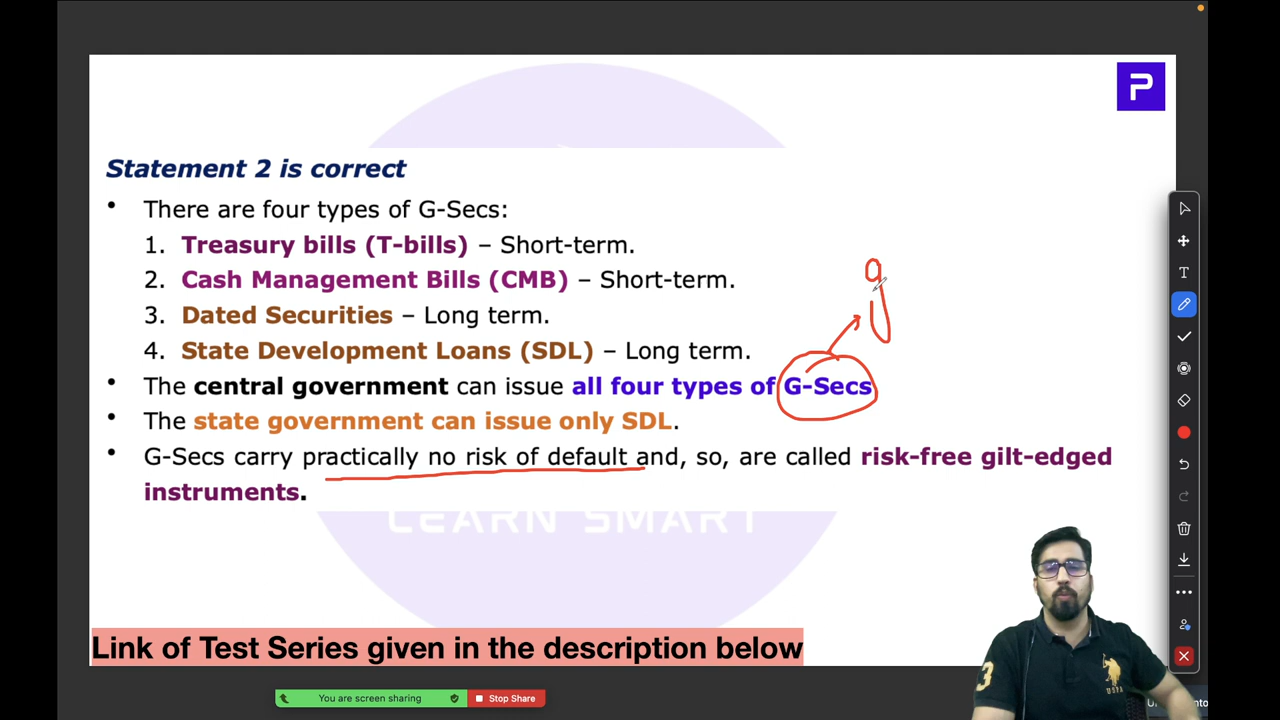 P
Statement 2 is correct
• There are four types of G-Secs:
1. Treasury bills (T-bills) – Short-term.
2. Cash Management Bills (CMB) – Short-term.
3. Dated Securities – Long term.
4. State Development Loans (SDL) – Long term.
• The central government can issue all four types of G-Secs
• The state government can issue only SDL.
• G-Secs carry practically no risk of default and, so, are called risk-free gilt-edged
instruments.
LEARN SMART
Link of Test Series given in the description below
You are screen sharing
Stop Share
T
3